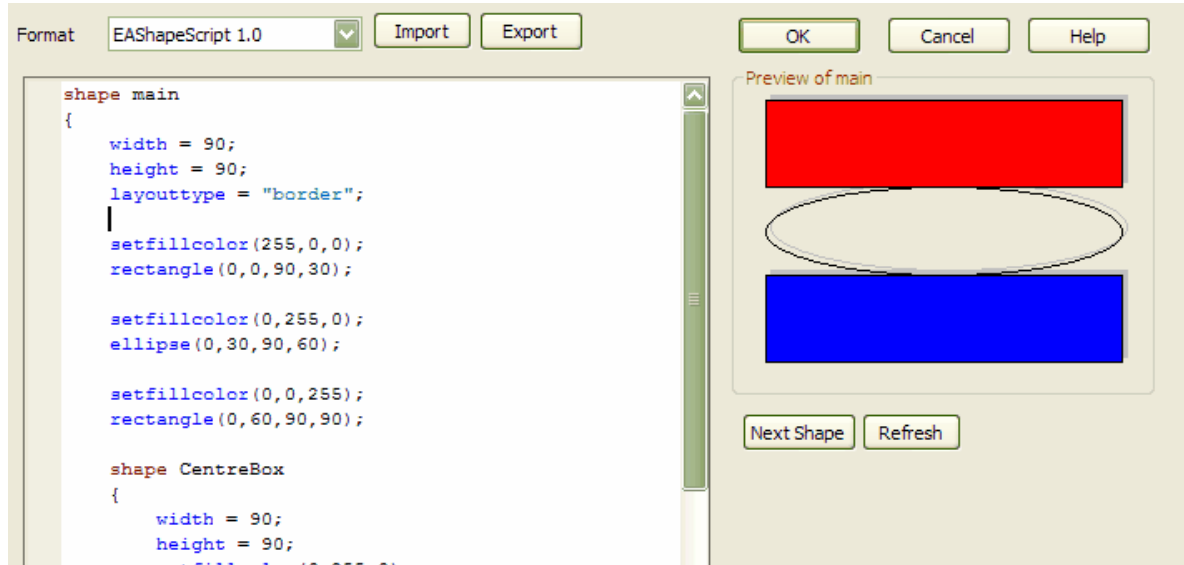 Format EAShapeScript 1.0 Import Export OK Cancel Help
Preview of main
shape main
{
width = 90;
height = 90;
layouttype = "border";
setfillcolor(255,0,0);
rectangle(0,0,90,30);
setfillcolor(0,255,0);
ellipse(0,30,90,60);
setfillcolor(0,0,255);
rectangle(0,60,90,90);
shape CentreBox
{
width = 90;
height = 90;
Next Shape Refresh